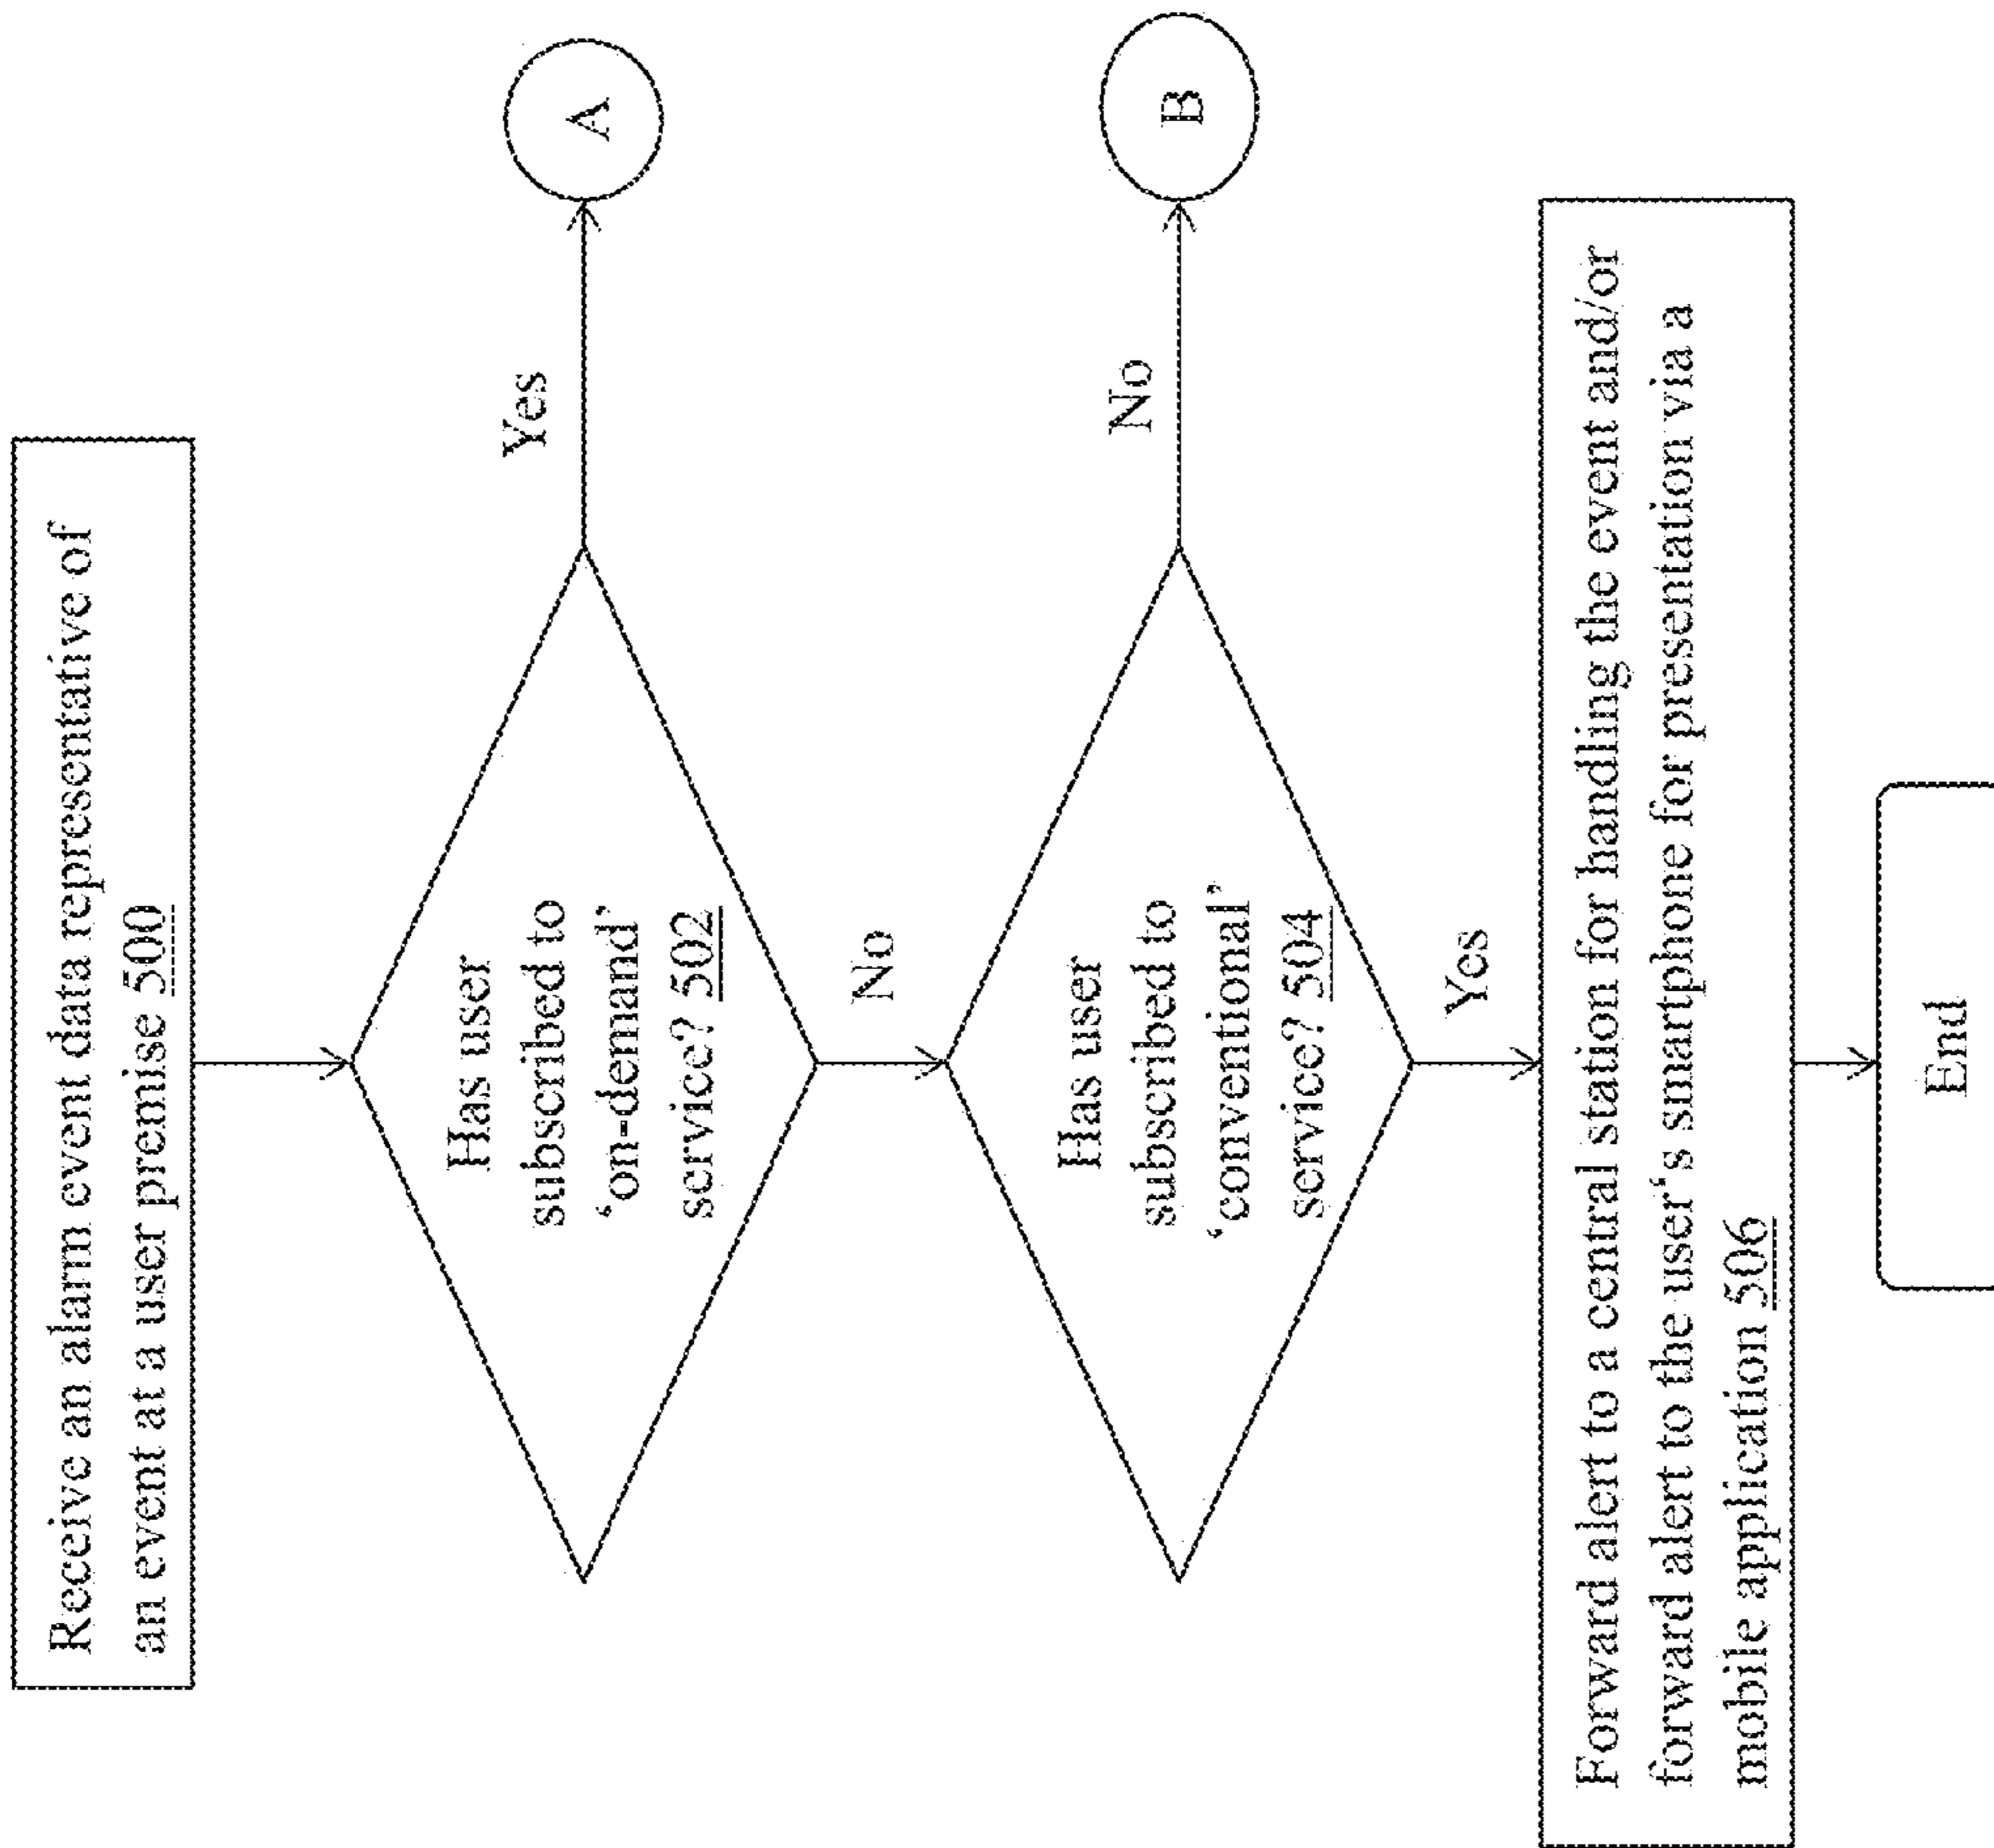 Receive an alarm event data representative of
an event at a user premise 500
Has user
subscribed to
‘on-demand’
service? 502
Yes
A
No
Has user
subscribed to
‘conventional’
service? 504
No
B
Yes
Forward alert to a central station for handling the event and/or
forward alert to the user‘s smartphone for presentation via a
mobile application 506
End